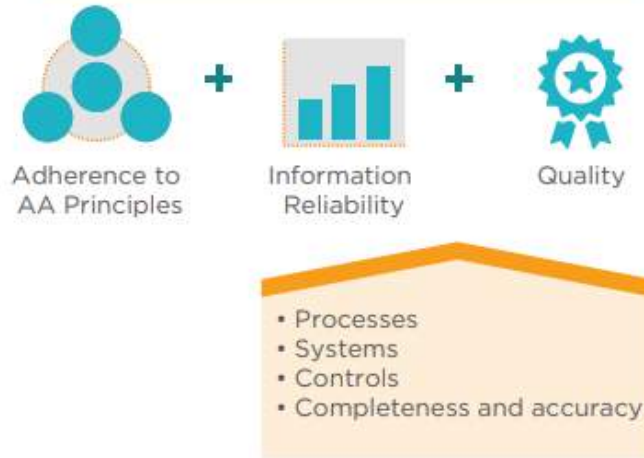 Adherence to
AA Principles
+
Information
Reliability
+
Quality
• Processes
• Systems
• Controls
• Completeness and accuracy